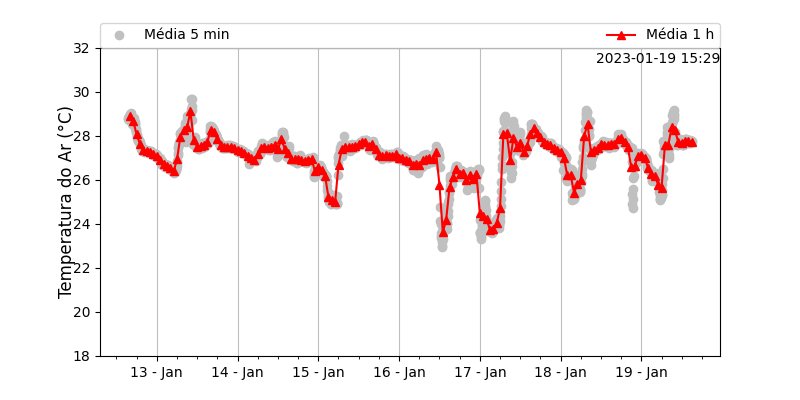 Média 5 min
Média 1 h
2023-01-19 15:29
Temperatura do Ar (°C)
32
30
28
26
24
22
20
18
13 - Jan
14 - Jan
15 - Jan
16 - Jan
17 - Jan
18 - Jan
19 - Jan